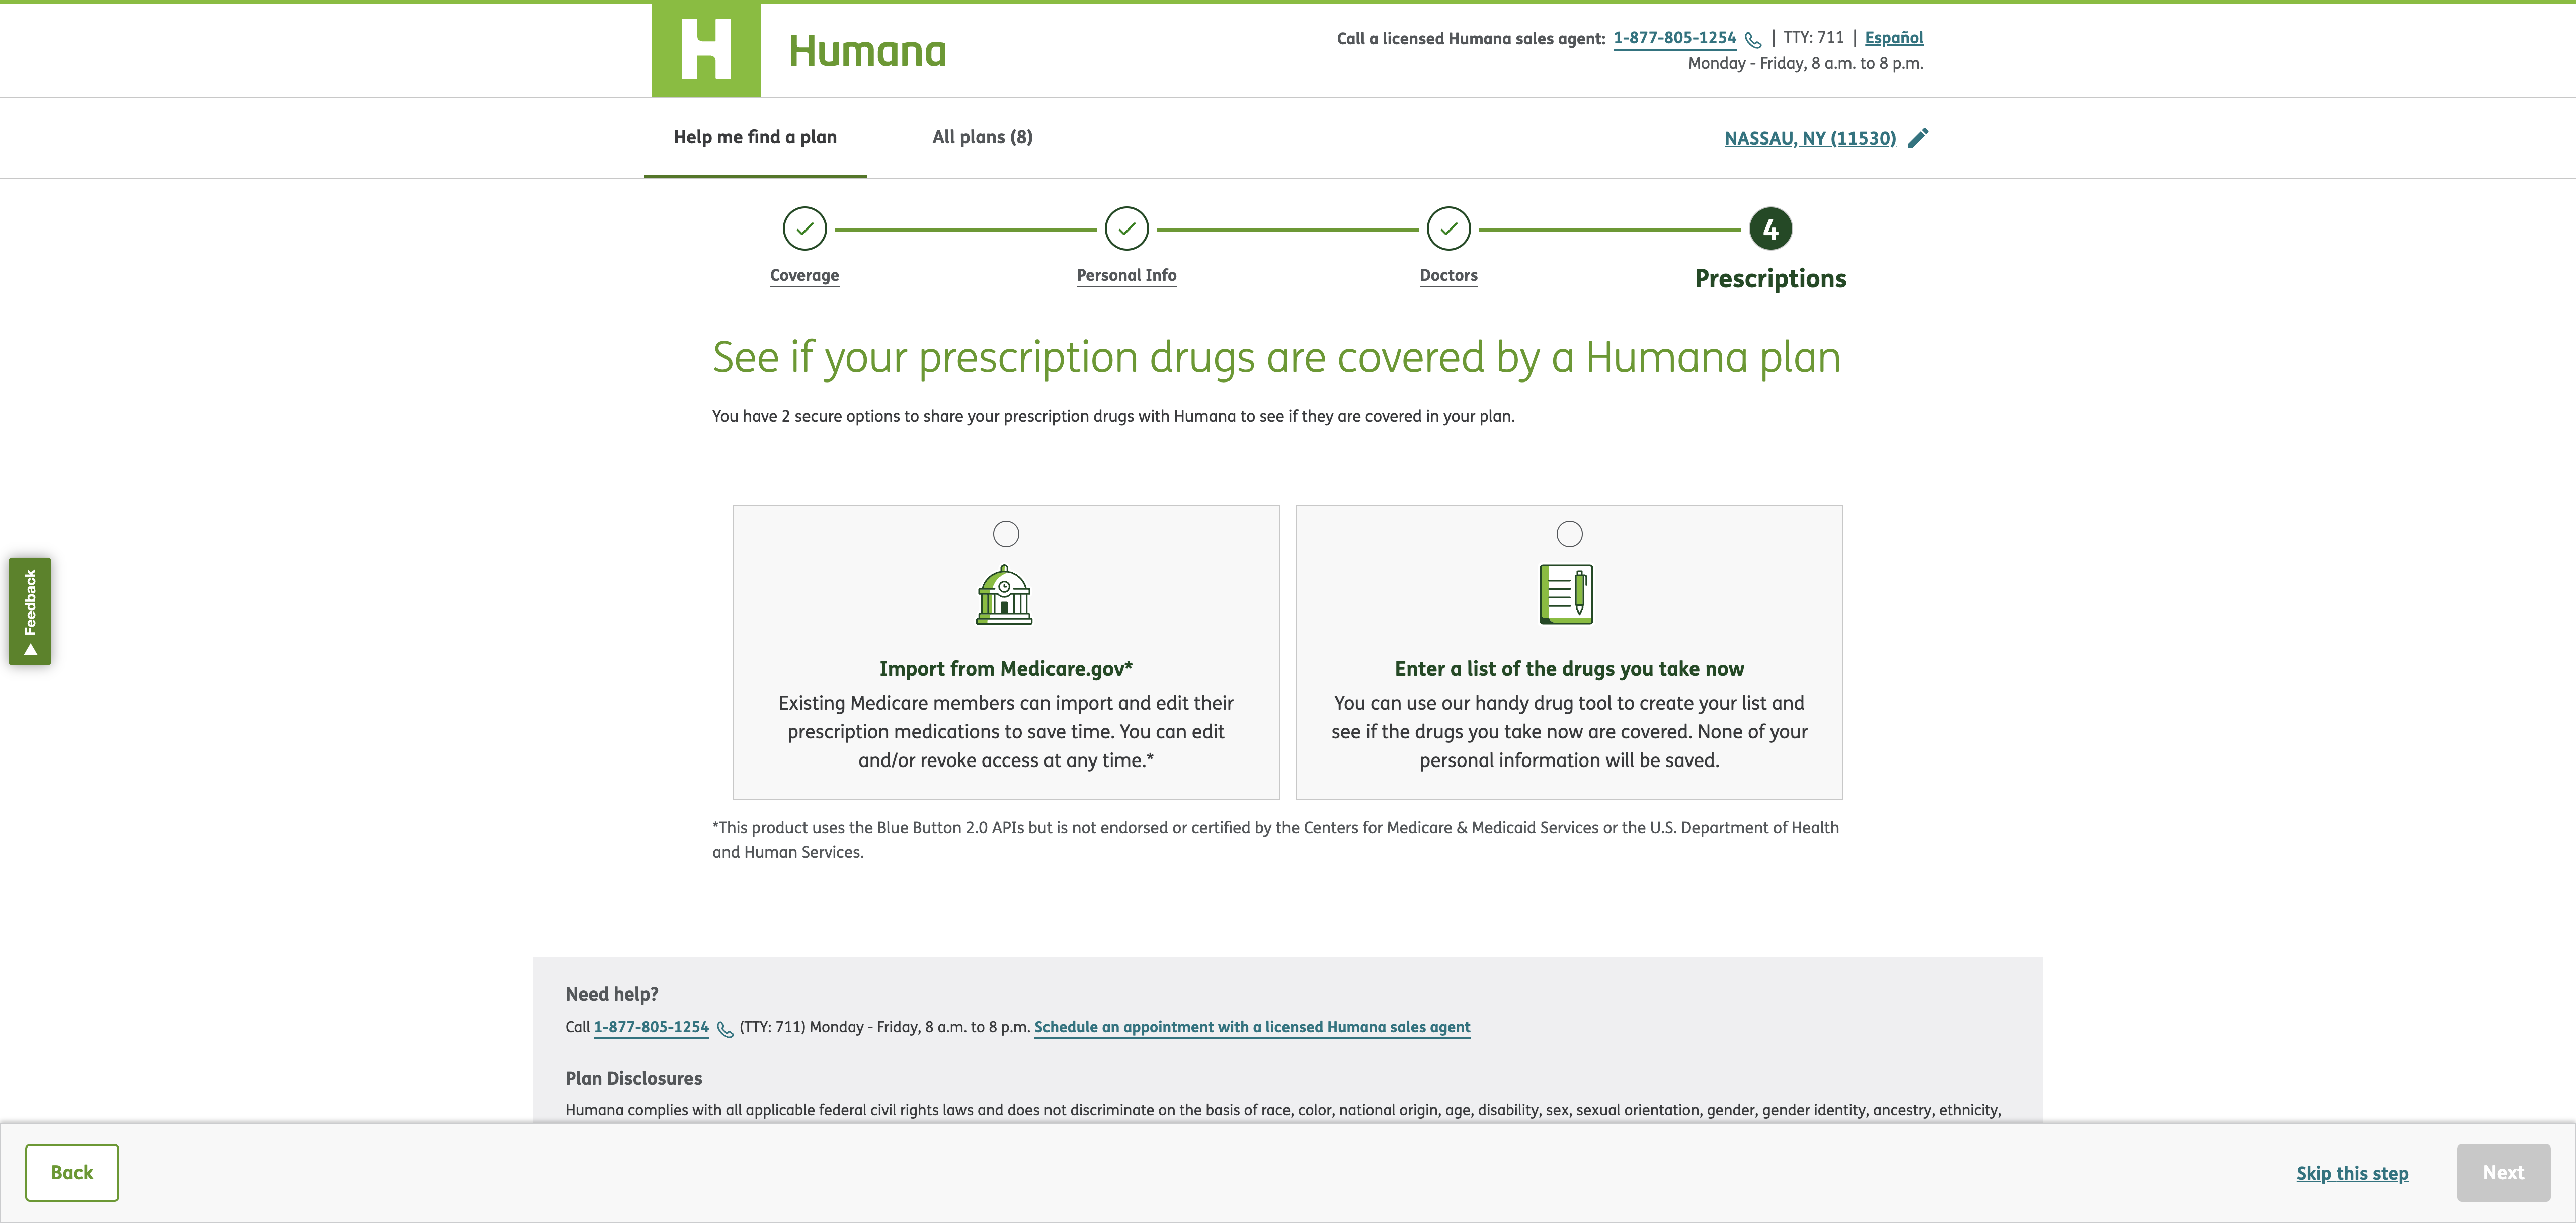 H Humana
Call a licensed Humana sales agent: 1-877-805-1254 | TTY: 711 | Español
Monday - Friday, 8 a.m. to 8 p.m.
Help me find a plan
All plans (8)
NASSAU, NY (11530)
4
Coverage
Personal Info
Doctors
Prescriptions
See if your prescription drugs are covered by a Humana plan
You have 2 secure options to share your prescription drugs with Humana to see if they are covered in your plan.
Import from Medicare.gov*
Existing Medicare members can import and edit their
prescription medications to save time. You can edit
and/or revoke access at any time.*
Enter a list of the drugs you take now
You can use our handy drug tool to create your list and
see if the drugs you take now are covered. None of your
personal information will be saved.
*This product uses the Blue Button 2.0 APIs but is not endorsed or certified by the Centers for Medicare & Medicaid Services or the U.S. Department of Health
and Human Services.
Feedback
Need help?
Call 1-877-805-1254 (TTY: 711) Monday - Friday, 8 a.m. to 8 p.m. Schedule an appointment with a licensed Humana sales agent
Plan Disclosures
Humana complies with all applicable federal civil rights laws and does not discriminate on the basis of race, color, national origin, age, disability, sex, sexual orientation, gender, gender identity, ancestry, ethnicity,
Back
Skip this step
Next